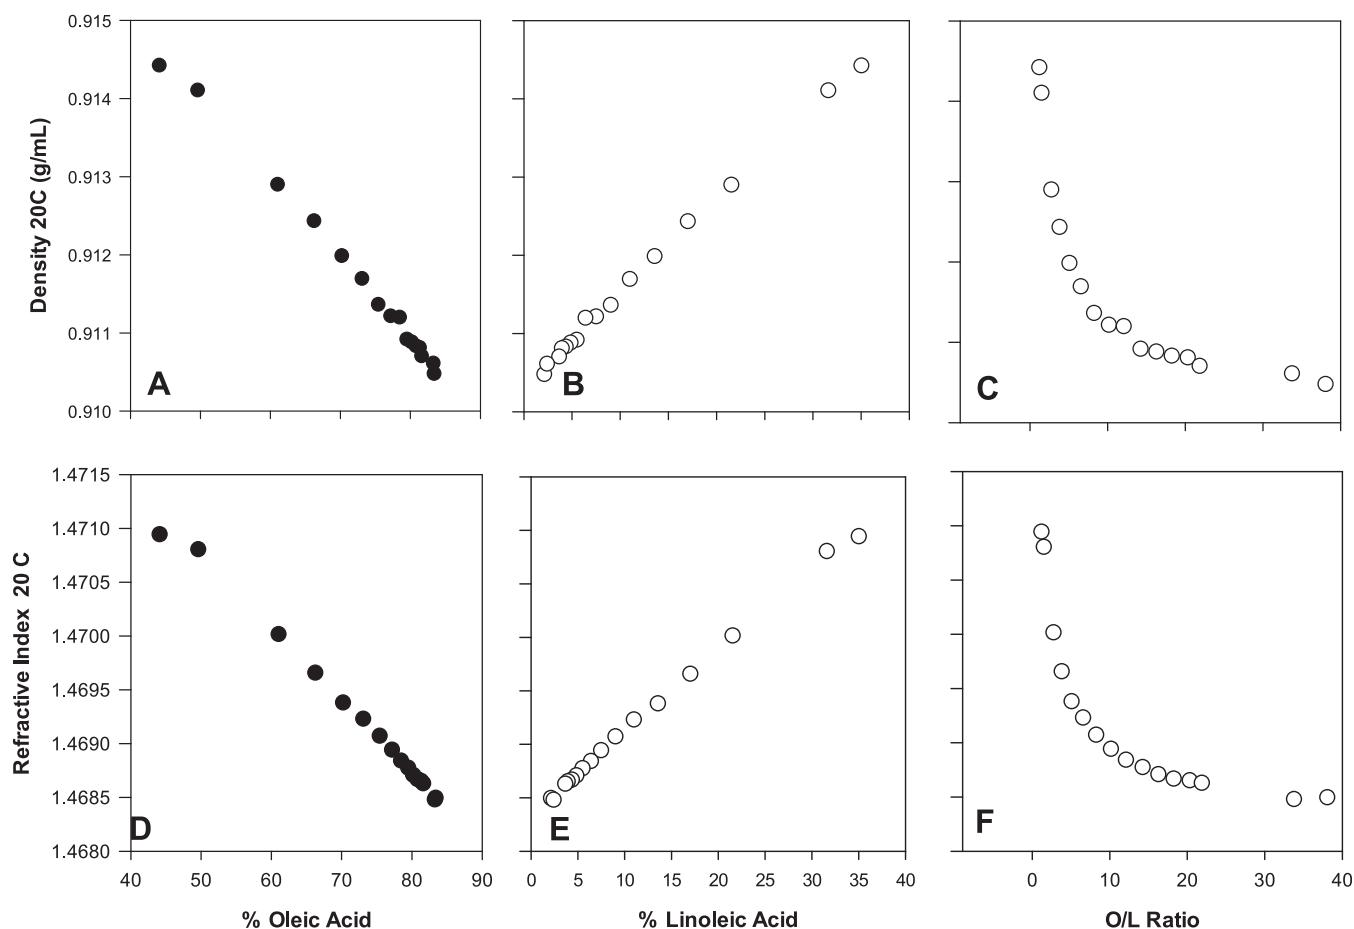 0.915
0.914
0.913
0.912
0.911
0.910
Density 20C (g/mL)
A
B
C
1.4715
1.4710
1.4705
1.4700
1.4695
1.4690
1.4685
1.4680
Refractive Index 20 C
D
E
F
40 50 60 70 80 90
0 5 10 15 20 25 30 35 40
0 10 20 30 40
% Oleic Acid
% Linoleic Acid
O/L Ratio